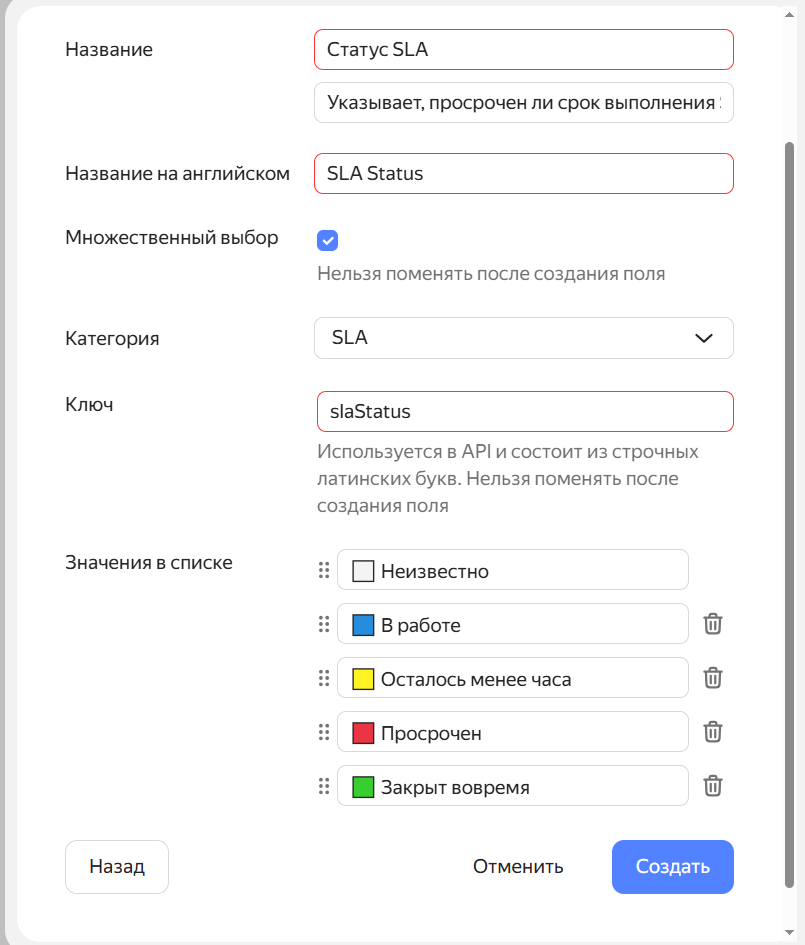 Название
Статус SLA
Указывает, просрочен ли срок выполнения
Название на английском
SLA Status
Множественный выбор
Нельзя поменять после создания поля
Категория
SLA
Ключ
slaStatus
Используется в API и состоит из строчных
латинских букв. Нельзя поменять после
создания поля
Значения в списке
Неизвестно
В работе
Осталось менее часа
Просрочен
Закрыт вовремя
Назад
Отменить
Создать